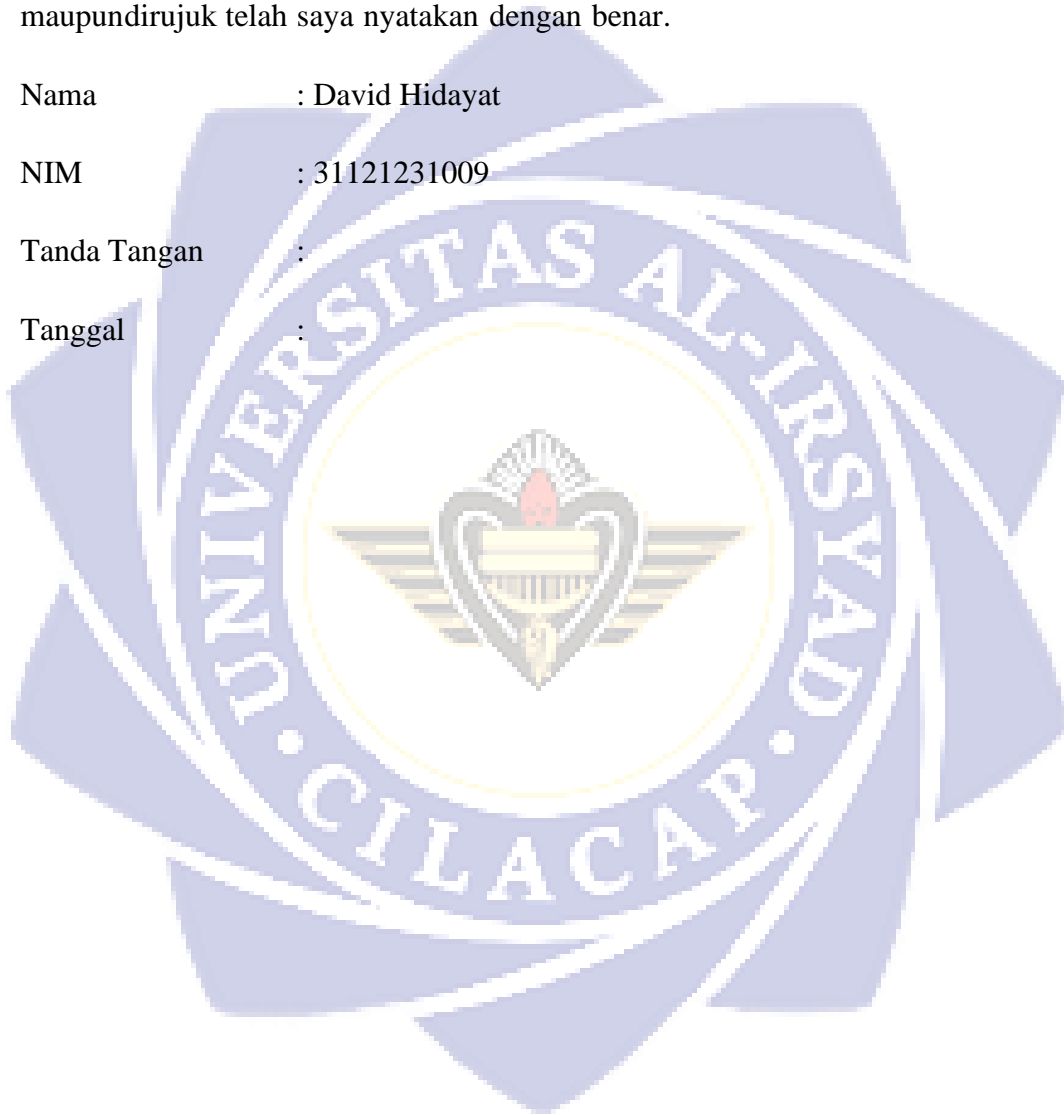 maupundirujuk telah saya nyatakan dengan benar.
Nama : David Hidayat
NIM : 31121231009
Tanda Tangan :
Tanggal :
UNIVERSITAS AL-IRSYAD
• CILACAP •